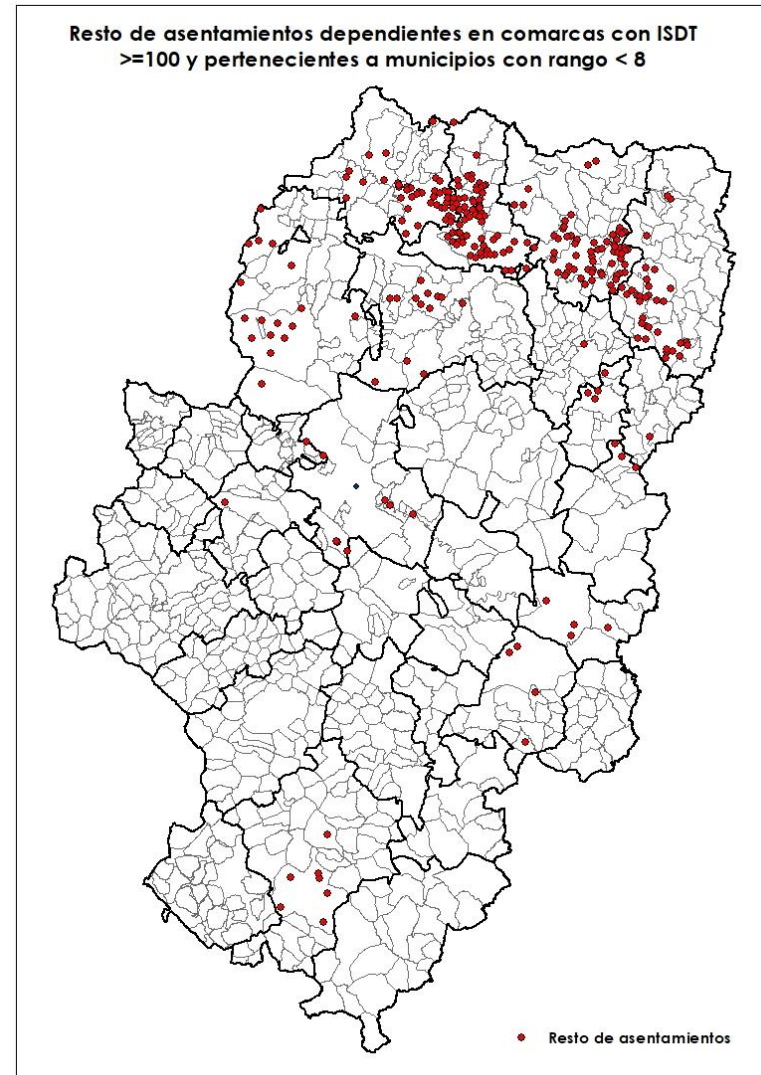 Resto de asentamientos dependientes en comarcas con ISDT
>=100 y pertenecientes a municipios con rango < 8
Resto de asentamientos